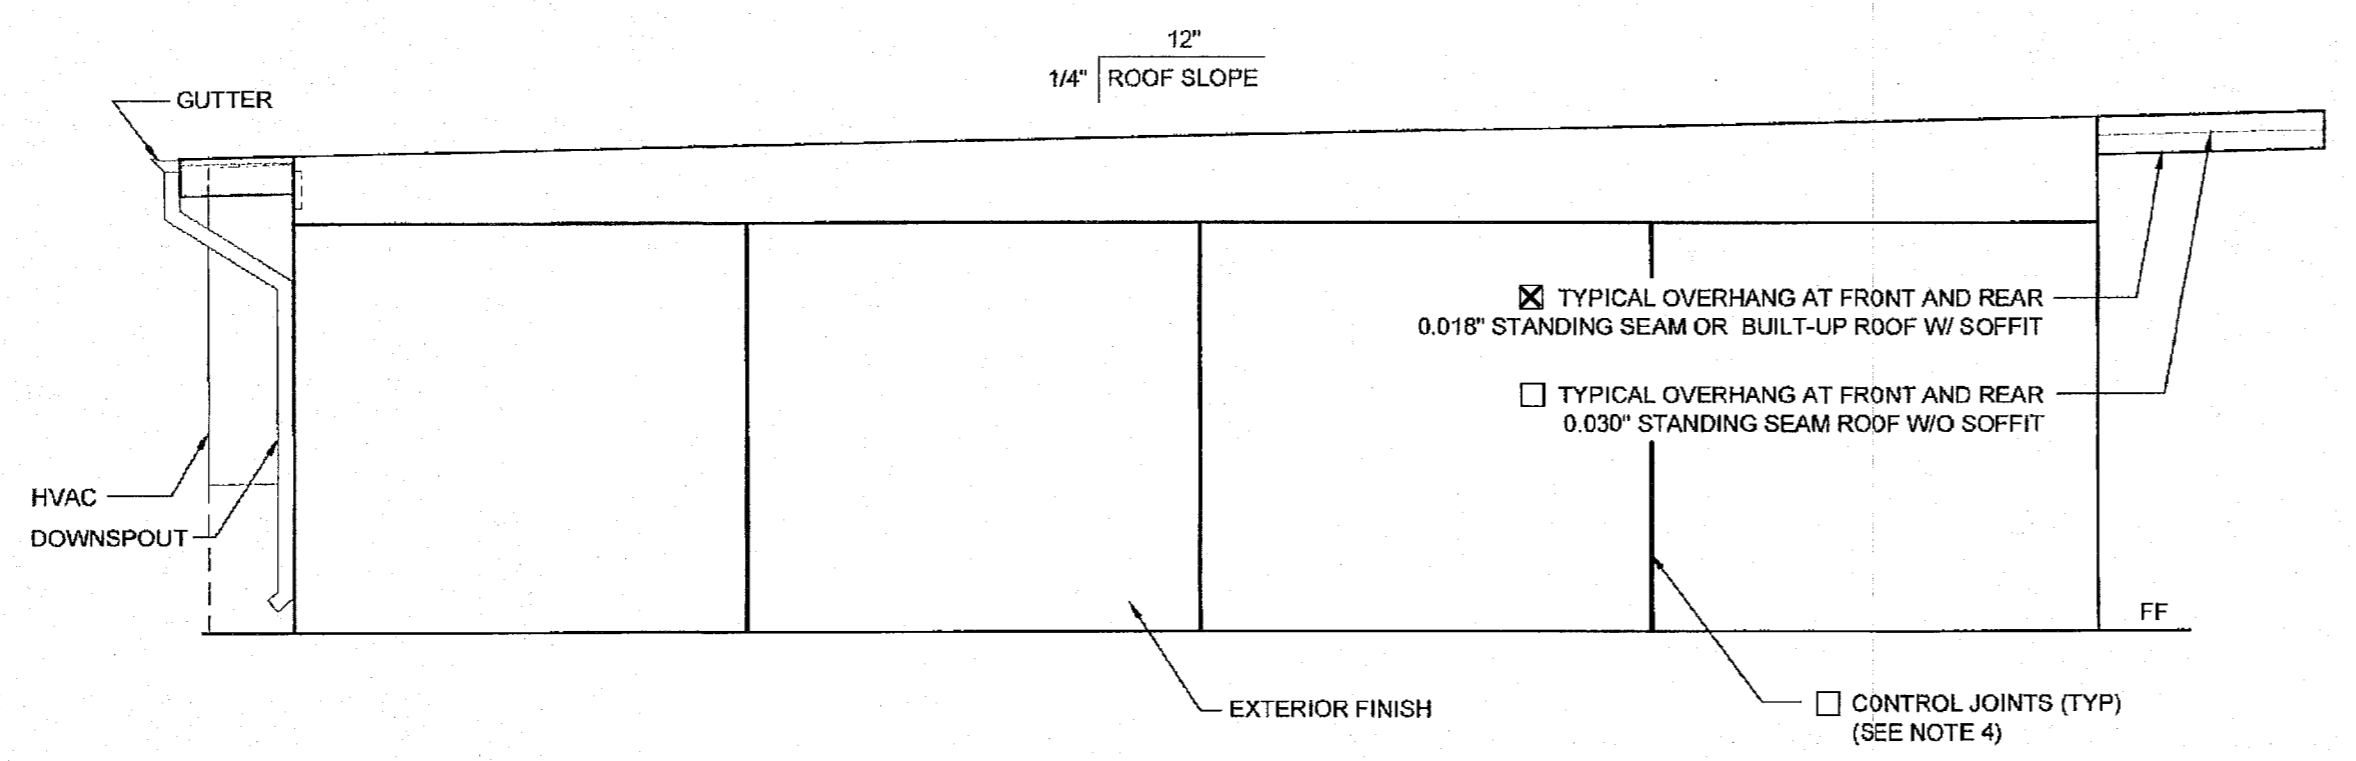 12"
1/4" ROOF SLOPE
GUTTER
TYPICAL OVERHANG AT FRONT AND REAR
0.018" STANDING SEAM OR BUILT-UP ROOF W/ SOFFIT
TYPICAL OVERHANG AT FRONT AND REAR
0.030" STANDING SEAM ROOF W/O SOFFIT
HVAC
DOWNSPOUT
FF
EXTERIOR FINISH
CONTROL JOINTS (TYP)
(SEE NOTE 4)